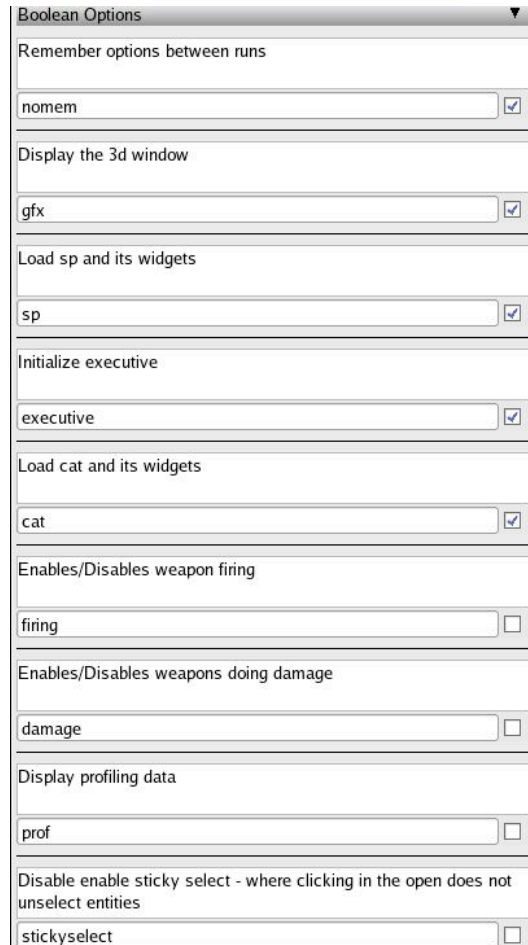 Boolean Options
Remember options between runs
nomem
Display the 3d window
gfx
Load sp and its widgets
sp
Initialize executive
executive
Load cat and its widgets
cat
Enables/Disables weapon firing
firing
Enables/Disables weapons doing damage
damage
Display profiling data
prof
Disable enable sticky select - where clicking in the open does not
unselect entities
stickyselect